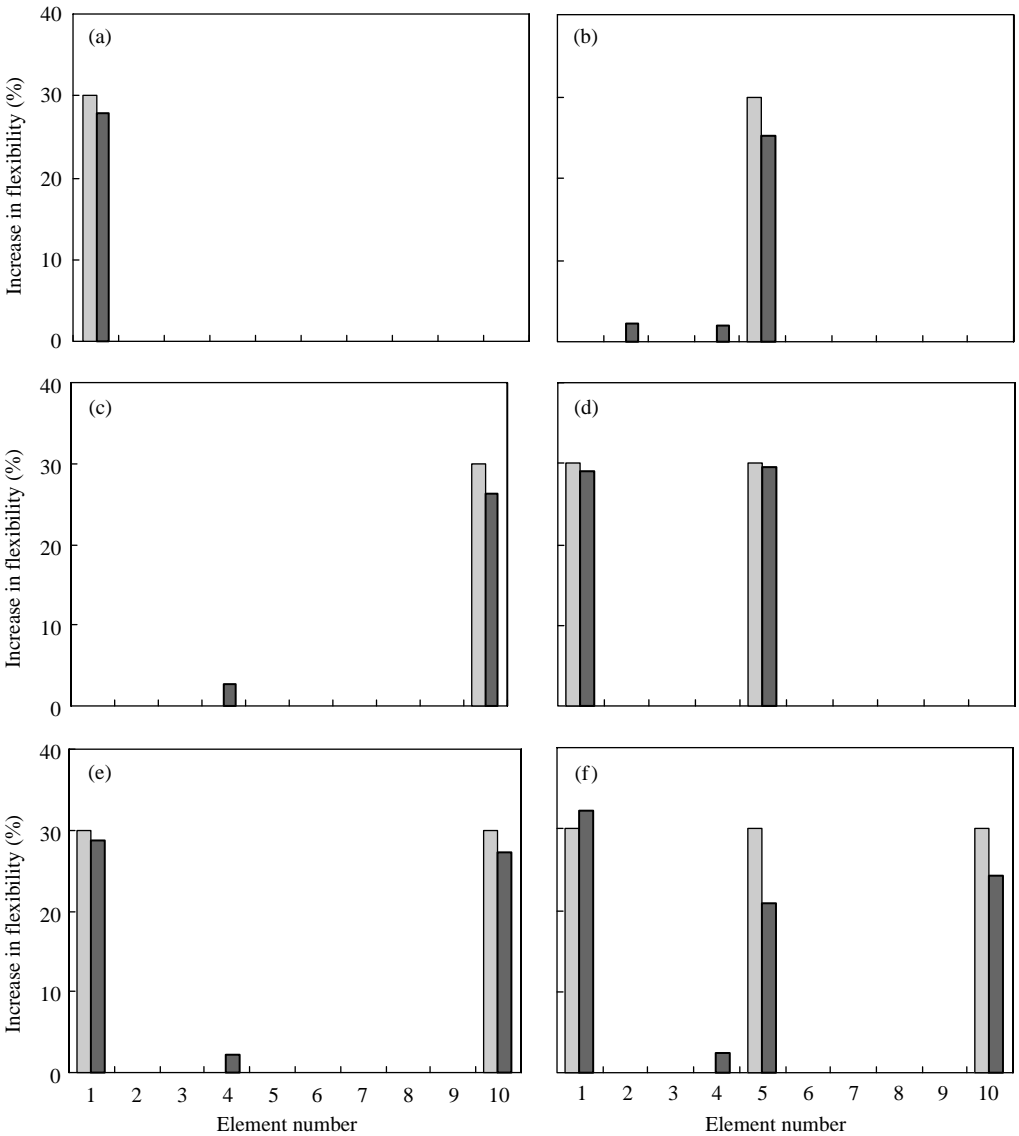 40
30
20
10
0
Increase in flexibility (%)
(a)
(b)
40
30
20
10
0
Increase in flexibility (%)
(c)
(d)
40
30
20
10
0
Increase in flexibility (%)
(e)
(f)
1 2 3 4 5 6 7 8 9 10
1 2 3 4 5 6 7 8 9 10
Element number
Element number